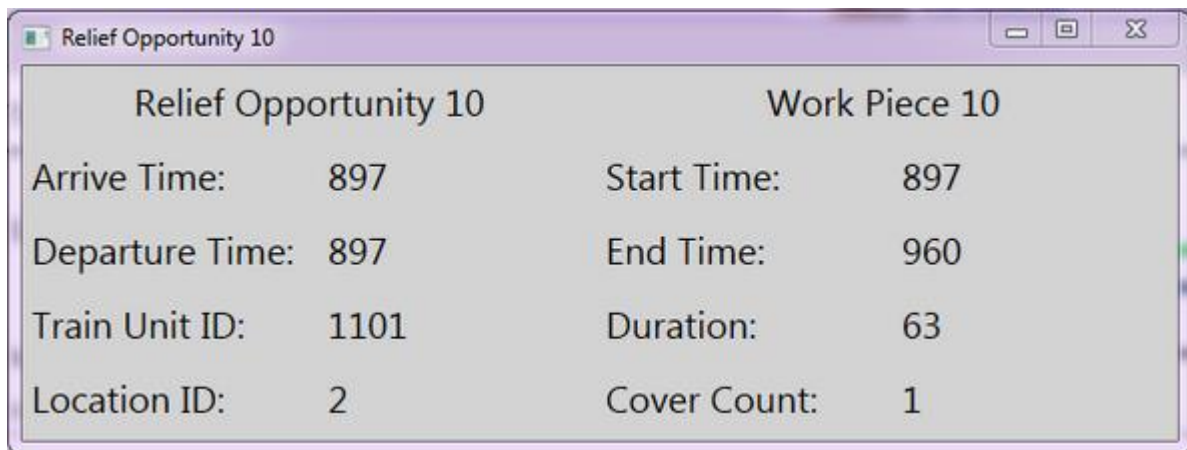 Relief Opportunity 10
Relief Opportunity 10 Work Piece 10
Arrive Time: 897 Start Time: 897
Departure Time: 897 End Time: 960
Train Unit ID: 1101 Duration: 63
Location ID: 2 Cover Count: 1